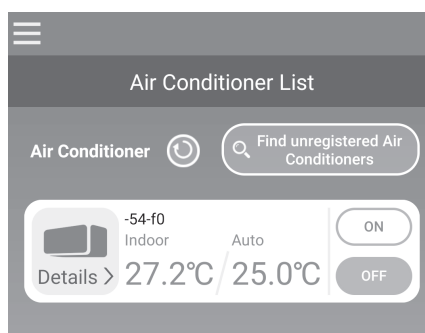 Air Conditioner List
Air Conditioner
Find unregistered Air
Conditioners
-54-f0
Indoor
Auto
27.2℃/25.0℃
Details >
ON
OFF